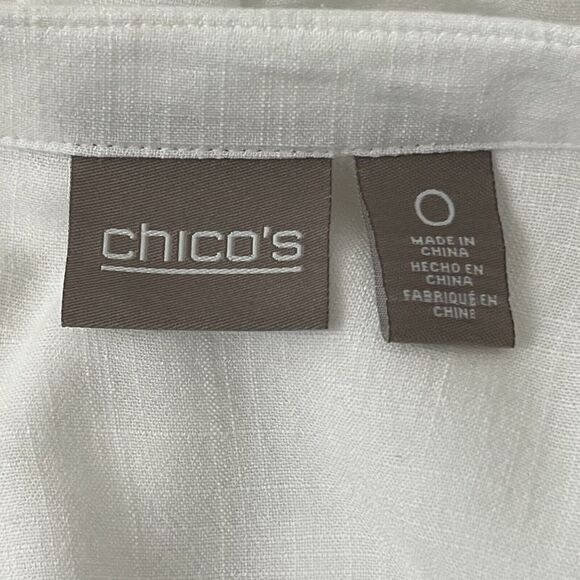 chico's
0
MADE IN
CHINA
HECHO EN
CHINA
FABRIQUÉ EN
CHINE